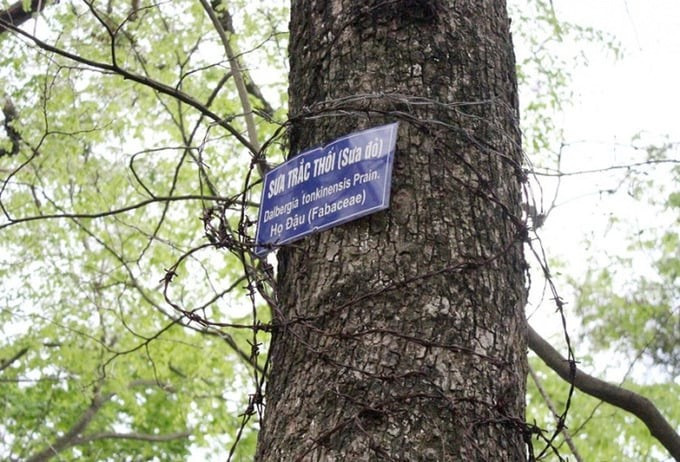 SƯA TRẮC THỐI (Sưa đỏ)
Dalbergia tonkinensis Prain.
Họ Đậu (Fabaceae)